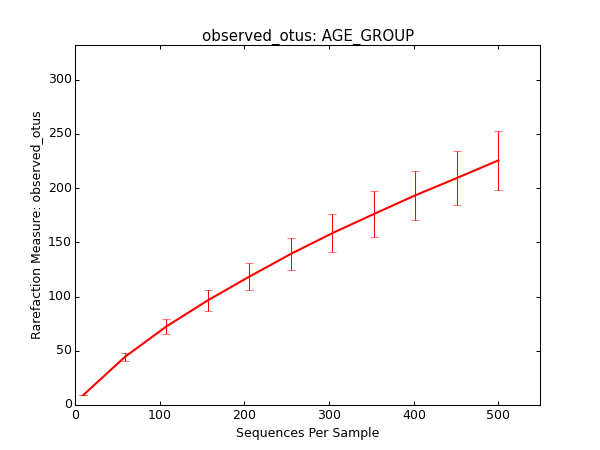 observed_otus: AGE_GROUP
Rarefaction Measure: observed_otus
300
250
200
150
100
50
0
0 100 200 300 400 500
Sequences Per Sample